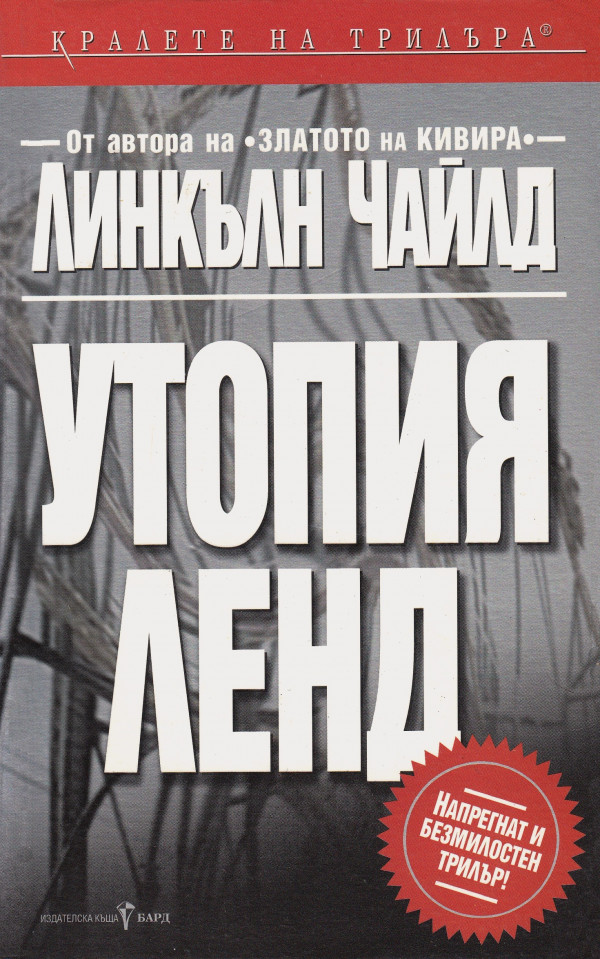 КРАЛЕТЕ НА ТРИЛЪРА®
От автора на •ЗЛАТОТО НА КИВИРА•
ЛИНКЪЛН ЧАЙЛД
УТОПИЯ
ЛЕНД
НАПРЕГНАТ И
БЕЗМИЛОСТЕН
ТРИЛЪР!
ИЗДАТЕЛСКА КЪЩА БАРД